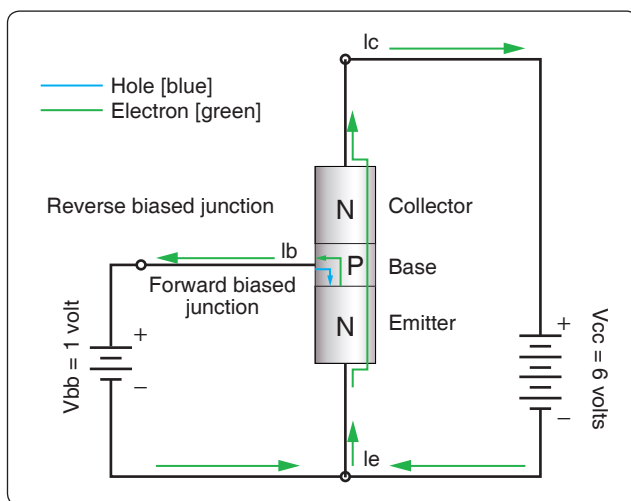 Ic
Hole [blue]
Electron [green]
Reverse biased junction
N
Collector
Ib
P
Base
Forward biased
junction
N
Emitter
Vbb = 1 volt
+
−
Vcc = 6 volts
+
−
Ie